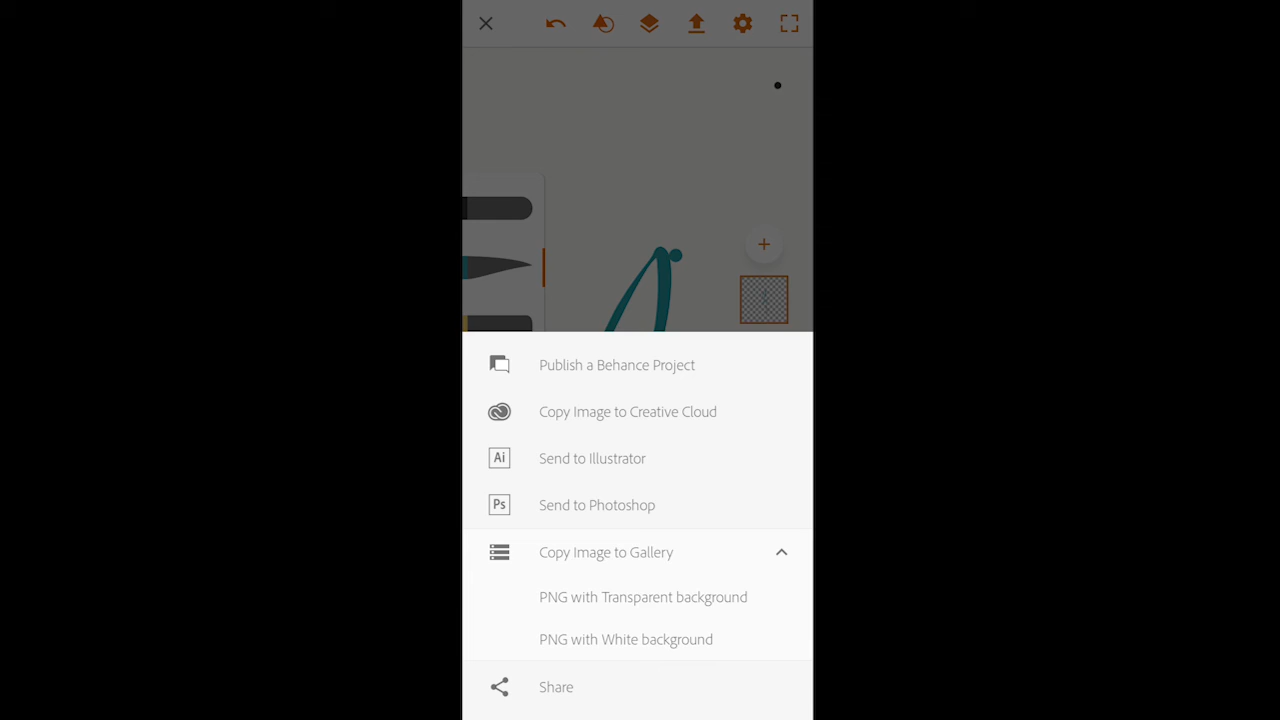 Publish a Behance Project
Copy Image to Creative Cloud
Ai Send to Illustrator
Ps Send to Photoshop
Copy Image to Gallery
PNG with Transparent background
PNG with White background
Share